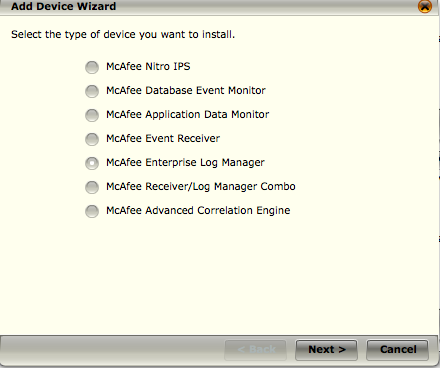 Add Device Wizard
Select the type of device you want to install.
McAfee Nitro IPS
McAfee Database Event Monitor
McAfee Application Data Monitor
McAfee Event Receiver
McAfee Enterprise Log Manager
McAfee Receiver/Log Manager Combo
McAfee Advanced Correlation Engine
< Back Next > Cancel